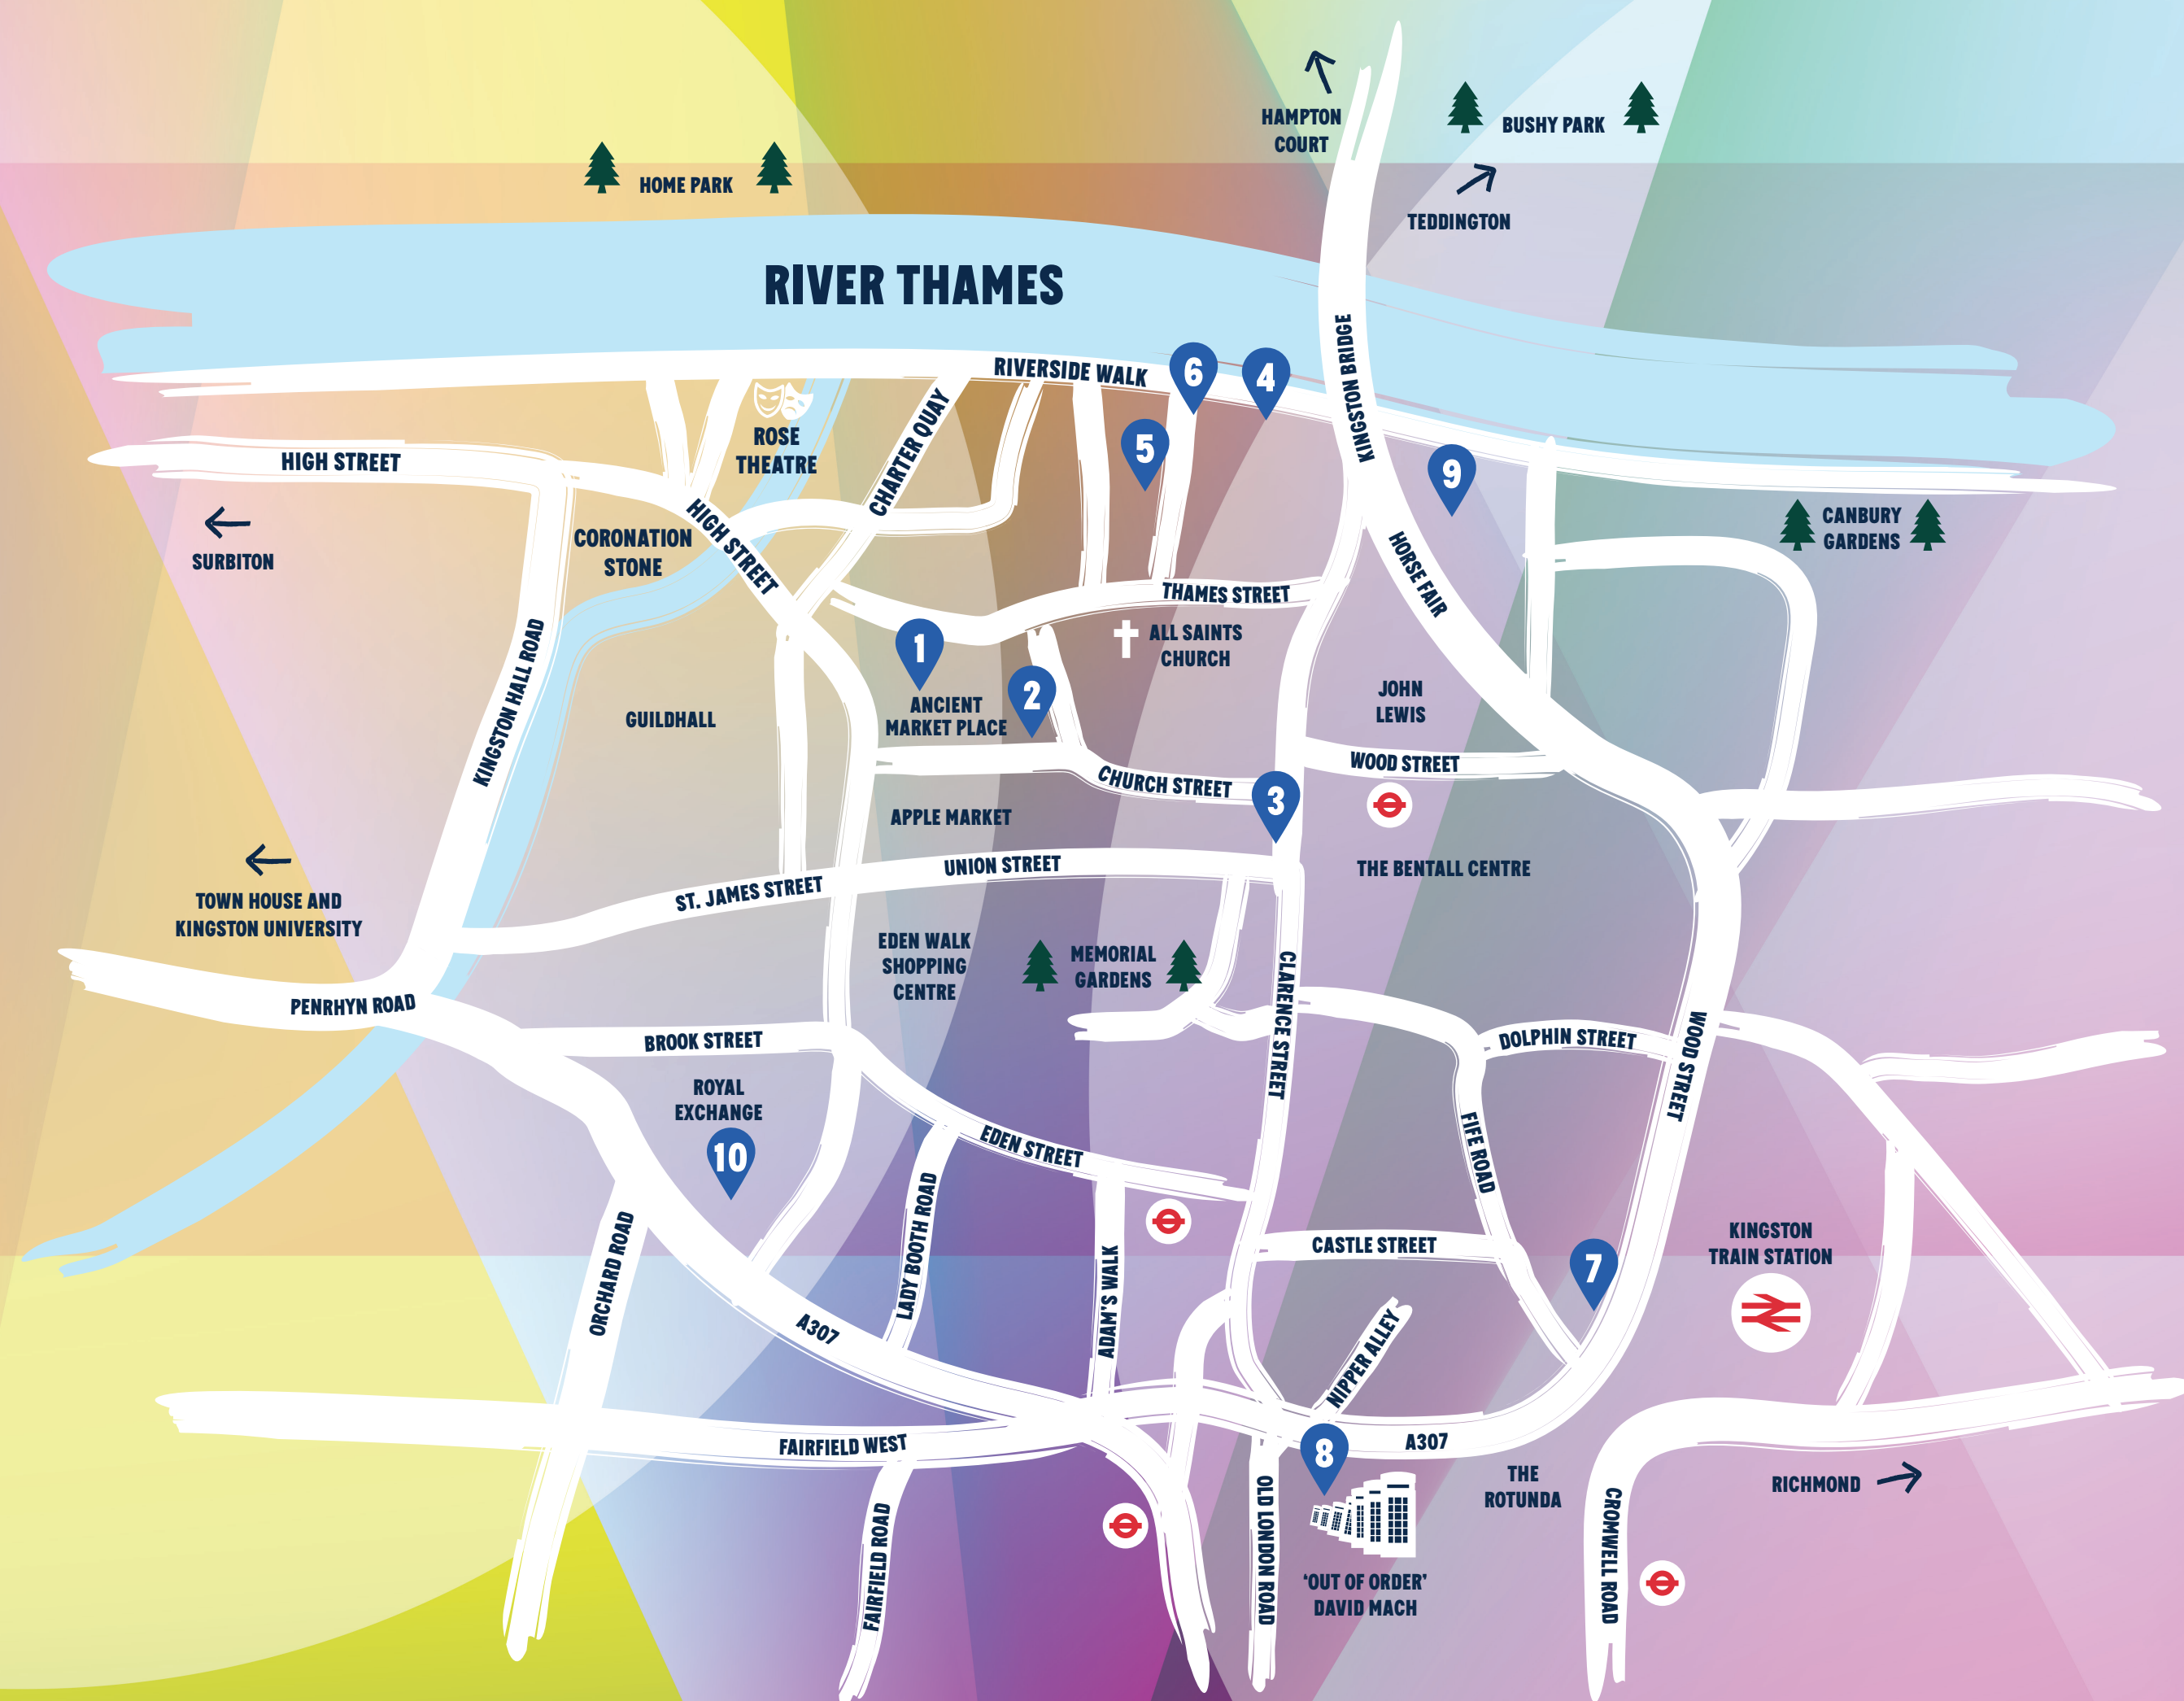 HAMPTON
COURT
BUSHY PARK
HOME PARK
TEDDINGTON
RIVER THAMES
KINGSTON BRIDGE
RIVERSIDE WALK
6
4
5
9
ROSE
THEATRE
CHARTER QUAY
HIGH STREET
SURBITON
CORONATION
STONE
HIGH STREET
HORSE FAIR
CANBURY
GARDENS
THAMES STREET
ALL SAINTS
CHURCH
1
2
ANCIENT
MARKET PLACE
KINGSTON HALL ROAD
GUILDHALL
JOHN
LEWIS
WOOD STREET
CHURCH STREET
3
APPLE MARKET
THE BENTALL CENTRE
UNION STREET
ST. JAMES STREET
TOWN HOUSE AND
KINGSTON UNIVERSITY
EDEN WALK
SHOPPING
CENTRE
MEMORIAL
GARDENS
CLARENCE STREET
PENRHYN ROAD
BROOK STREET
DOLPHIN STREET
WOOD STREET
ROYAL
EXCHANGE
10
EDEN STREET
FIFE ROAD
LADY BOOTH ROAD
ORCHARD ROAD
ADAM'S WALK
CASTLE STREET
7
KINGSTON
TRAIN STATION
A307
NIPPER ALLEY
FAIRFIELD WEST
8
A307
THE
ROTUNDA
RICHMOND
FAIRFIELD ROAD
OLD LONDON ROAD
CROMWELL ROAD
‘OUT OF ORDER’
DAVID MACH